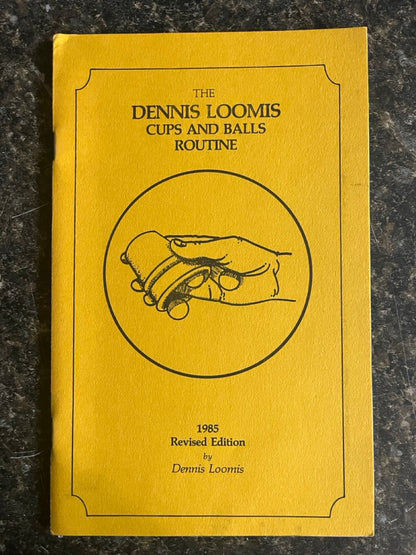 THE
DENNIS LOOMIS
CUPS AND BALLS
ROUTINE
1985
Revised Edition
by
Dennis Loomis